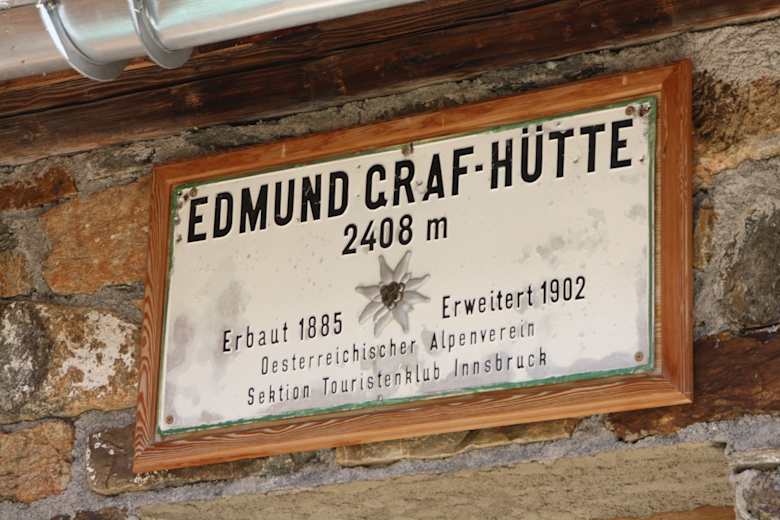 EDMUND GRAF-HÜTTE
2408 m
Erbaut 1885 Erweitert 1902
Oesterreichischer Alpenverein
Sektion Touristenklub Innsbruck